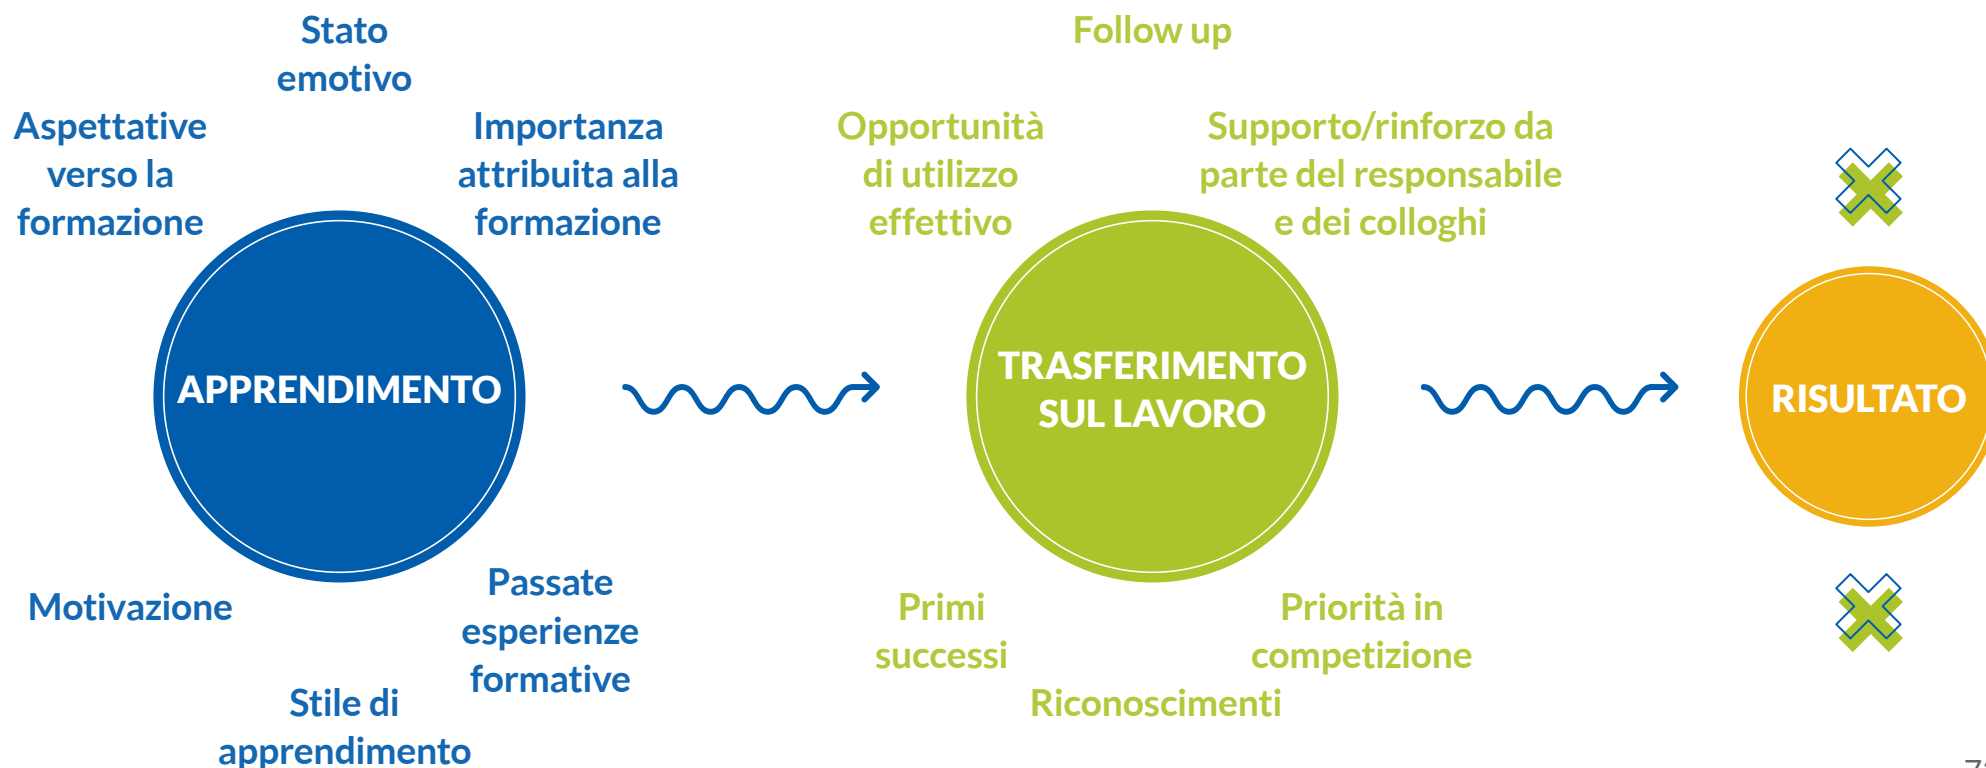 Stato
emotivo
Aspettative
verso la
formazione
Importanza
attribuita alla
formazione
APPRENDIMENTO
Motivazione
Passate
esperienze
formative
Stile di
apprendimento
Follow up
Opportunità
di utilizzo
effettivo
Supporto/rinforzo da
parte del responsabile
e dei colloghi
TRASFERIMENTO
SUL LAVORO
Primi
successi
Priorità in
competizione
Riconoscimenti
RISULTATO